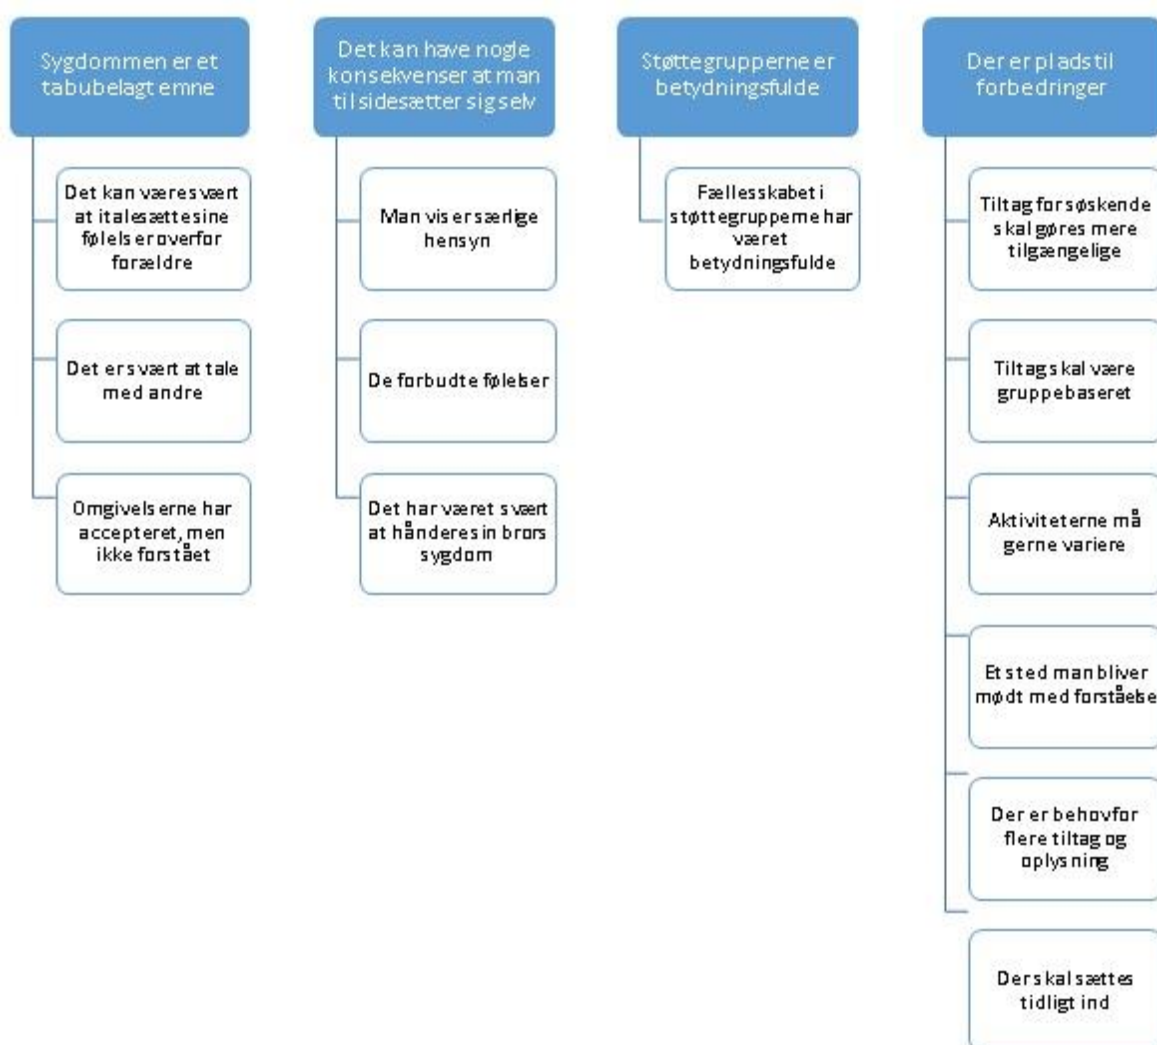 Sygdommen er et
tabubelagt emne
Det kan være svært
at italesætte sine
følelser overfor
forældre
Det er svært at tale
med andre
Omgivelserne har
accepteret, men
ikke forstået
Det kan have nogle
konsekvenser at man
tilsidesætter sig selv
Man viser særlige
hensyn
De forbudte følelser
Det har været svært
at hånderesin brors
sygdom
Støttegrupperne er
betydningsfulde
Fællesskabet i
støttegrupperne har
været
betydningsfulde
Der er plads til
forbedringer
Tiltag for søskende
skal gøres mere
tilgængelige
Tiltag skal være
gruppebaseret
Aktiviteterne må
gerne variere
Et sted man bliver
mødt med forståelse
Der er behov for
flere tiltag og
oplysning
Der skal sættes
tidligt ind